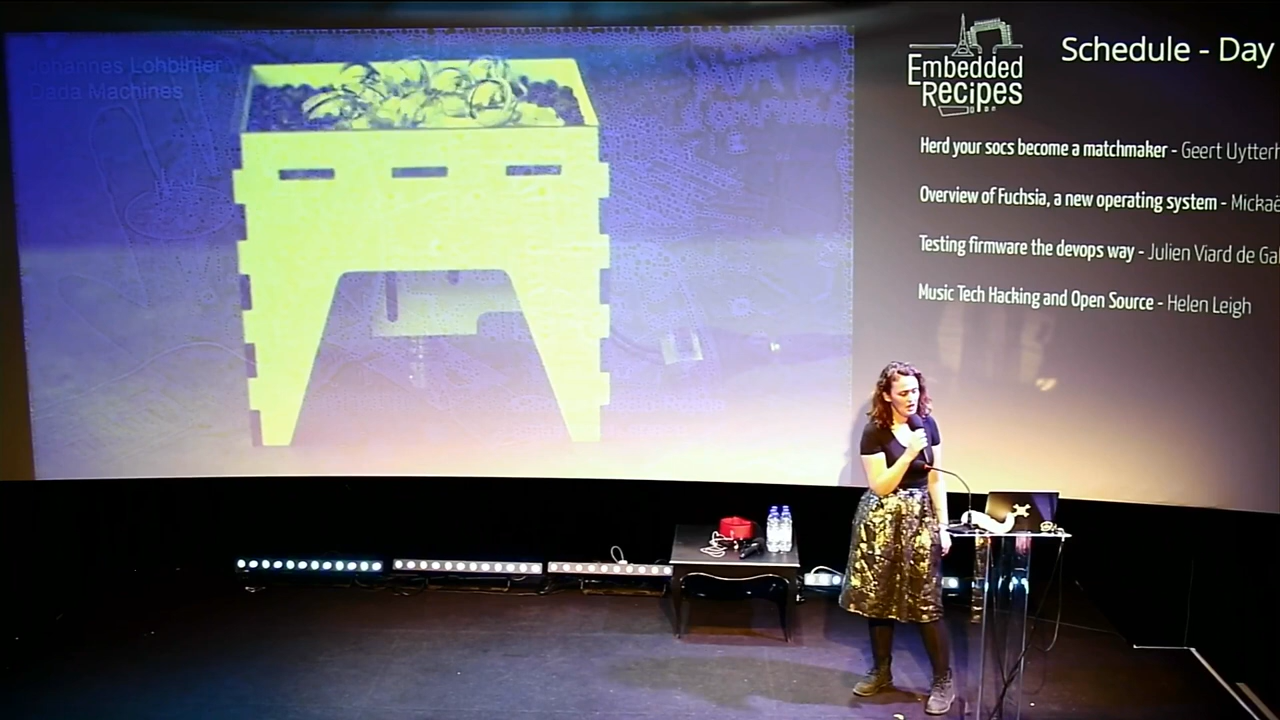 Johannes Lohbihler
Dada Machines
Embedded
Recipes
Schedule - Day
Herd your socs become a matchmaker - Geert Uytterh
Overview of Fuchsia, a new operating system - Mickaë
Testing firmware the devops way - Julien Viard de Gal
Music Tech Hacking and Open Source - Helen Leigh